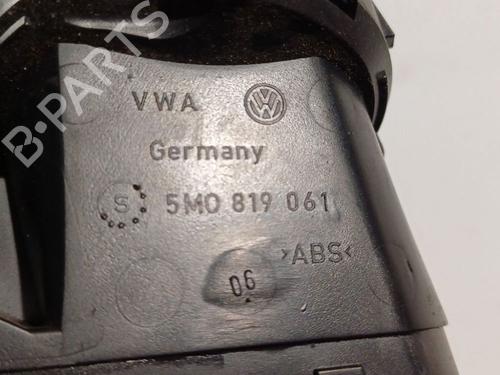 B-PARTS
VWA
Germany
S 5M0 819 061
>ABS<
06